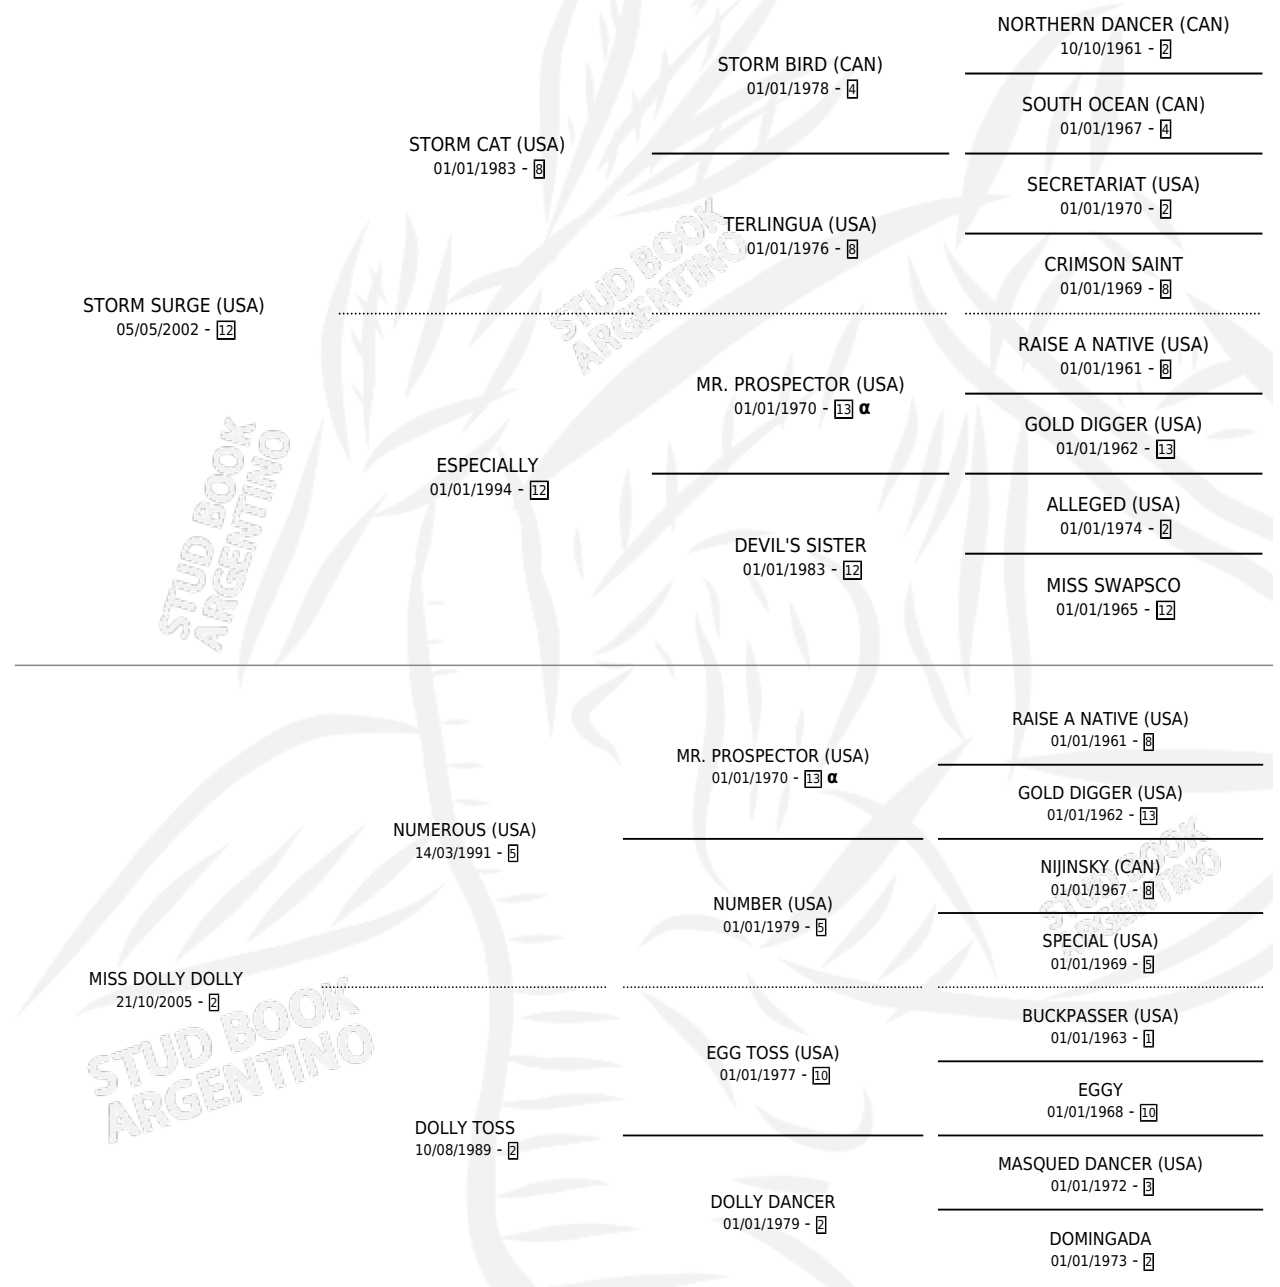 NORTHERN DANCER (CAN)
10/10/1961 - 2
STORM BIRD (CAN)
01/01/1978 - 4
SOUTH OCEAN (CAN)
01/01/1967 - 4
STORM CAT (USA)
01/01/1983 - 8
SECRETARIAT (USA)
01/01/1970 - 2
TERLINGUA (USA)
01/01/1976 - 8
CRIMSON SAINT
01/01/1969 - 8
STORM SURGE (USA)
05/05/2002 - 12
RAISE A NATIVE (USA)
01/01/1961 - 8
MR. PROSPECTOR (USA)
01/01/1970 - 13 α
GOLD DIGGER (USA)
01/01/1962 - 13
ESPECIALLY
01/01/1994 - 12
ALLEGED (USA)
01/01/1974 - 2
DEVIL'S SISTER
01/01/1983 - 12
MISS SWAPSCO
01/01/1965 - 12
RAISE A NATIVE (USA)
01/01/1961 - 8
MR. PROSPECTOR (USA)
01/01/1970 - 13 α
GOLD DIGGER (USA)
01/01/1962 - 13
NUMEROUS (USA)
14/03/1991 - 5
NIJINSKY (CAN)
01/01/1967 - 8
NUMBER (USA)
01/01/1979 - 5
SPECIAL (USA)
01/01/1969 - 5
MISS DOLLY DOLLY
21/10/2005 - 2
BUCKPASSER (USA)
01/01/1963 - 1
EGG TOSS (USA)
01/01/1977 - 10
EGGY
01/01/1968 - 10
DOLLY TOSS
10/08/1989 - 2
MASQUED DANCER (USA)
01/01/1972 - 3
DOLLY DANCER
01/01/1979 - 2
DOMINGADA
01/01/1973 - 2
STUD BOOK
ARGENTINO
STUD BOOK
ARGENTINO
STUD BOOK
ARGENTINO
STUD BOOK
ARGENTINO